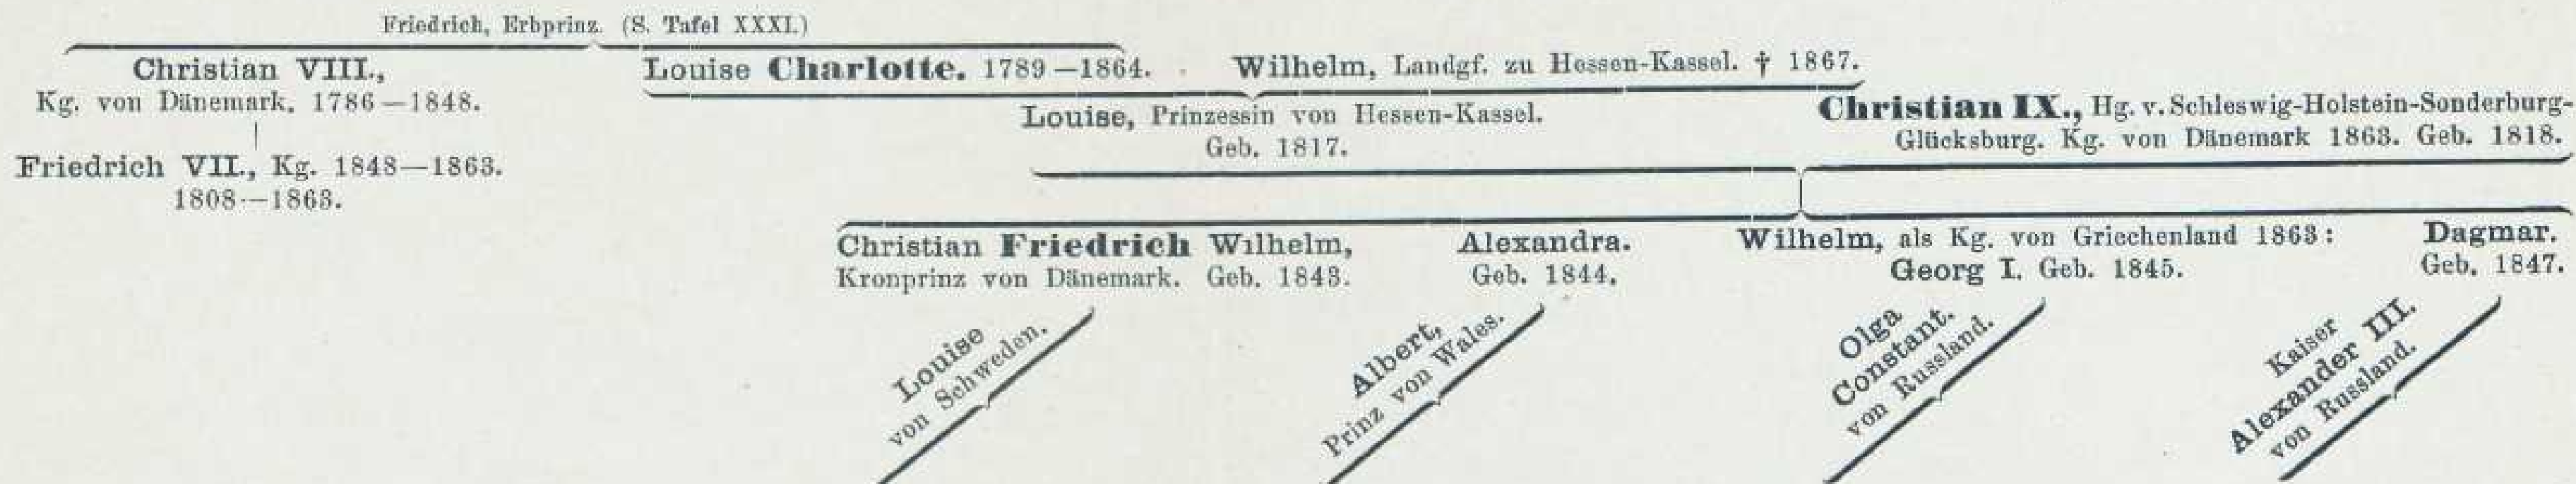 Friedrich, Erbprinz. (S. Tafel XXXI.)
Christian VIII.,
Kg. von Dänemark. 1786—1848.
Friedrich VII., Kg. 1848—1863.
1808—1863.
Louise Charlotte. 1789—1864.
Wilhelm, Landgf. zu Hessen-Kassel. † 1867.
Louise, Prinzessin von Hessen-Kassel.
Geb. 1817.
Christian IX., Hg. v. Schleswig-Holstein-Sonderburg-
Glücksburg. Kg. von Dänemark 1863. Geb. 1818.
Christian Friedrich Wilhelm,
Kronprinz von Dänemark. Geb. 1843.
Alexandra.
Geb. 1844.
Wilhelm, als Kg. von Griechenland 1863:
Georg I. Geb. 1845.
Dagmar.
Geb. 1847.
Louise
von Schweden.
Albert,
Prinz von Wales.
Olga
Constant.
von Russland.
Kaiser
Alexander III.
von Russland.